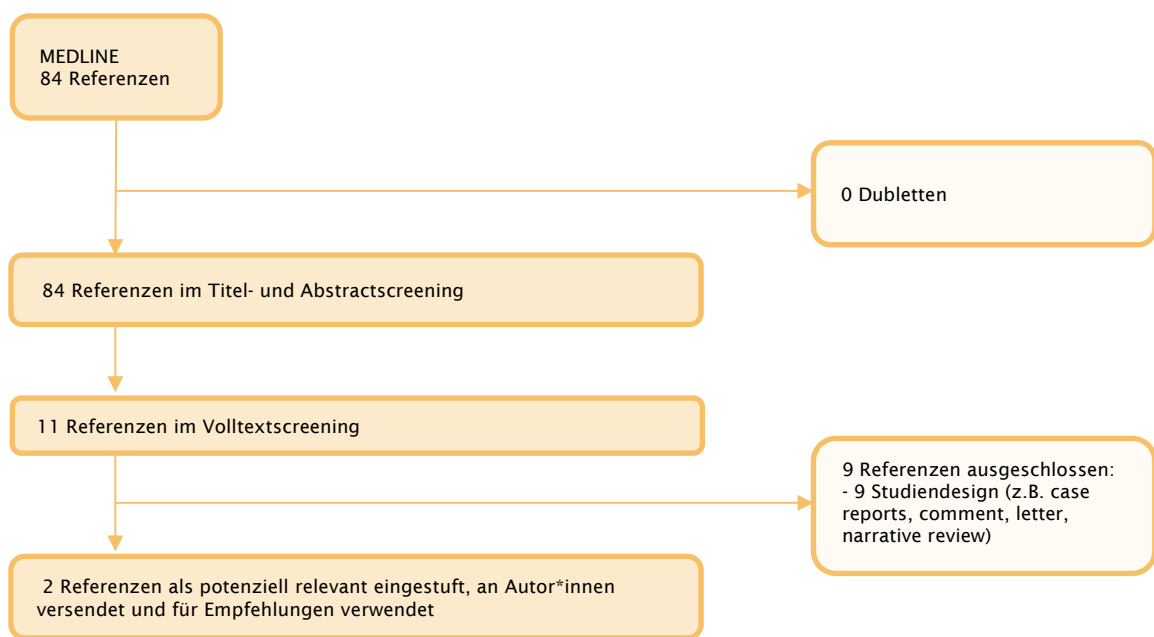 MEDLINE
84 Referenzen
0 Dubletten
84 Referenzen im Titel- und Abstractscreening
11 Referenzen im Volltextscreening
9 Referenzen ausgeschlossen:
- 9 Studiendesign (z.B. case
reports, comment, letter,
narrative review)
2 Referenzen als potenziell relevant eingestuft, an Autor*innen
versendet und für Empfehlungen verwendet